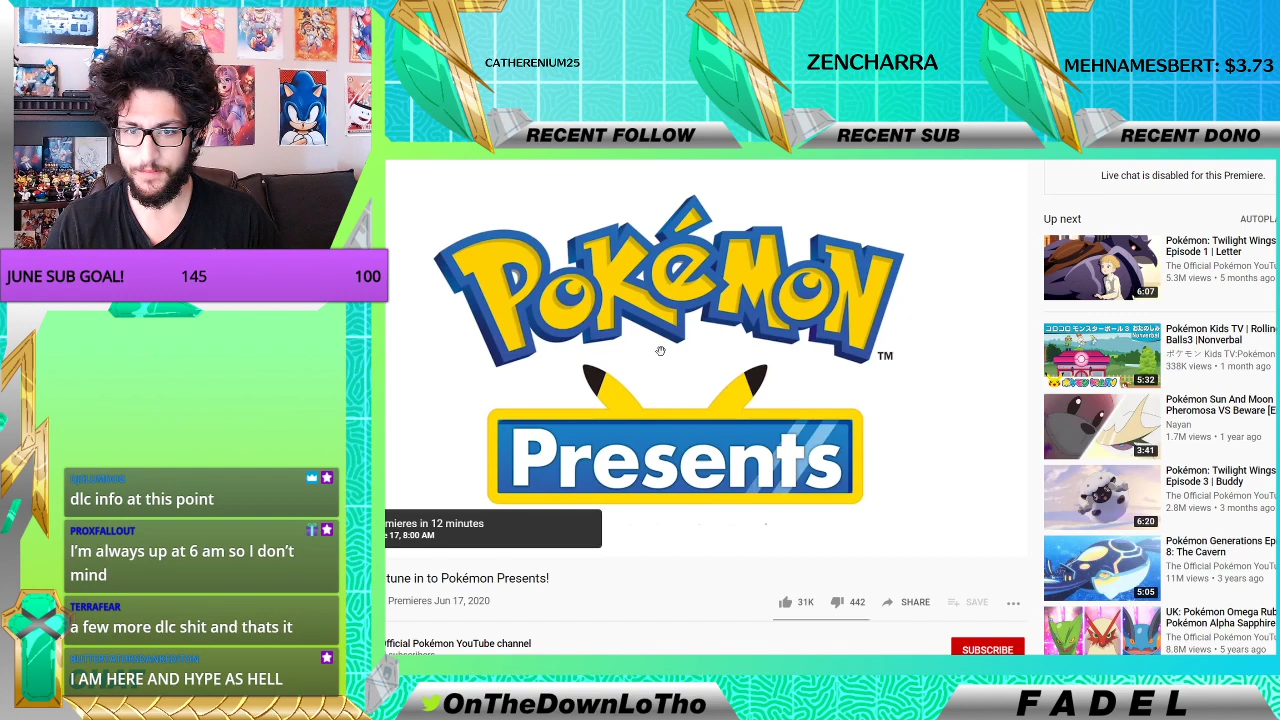 CATHERENIUM25
ZENCHARRA
MEHNAMESBERT: $3.73
RECENT FOLLOW
RECENT SUB
RECENT DONO
JUNE SUB GOAL!
145
100
dlc info at this point
PROXFALLOUT
I'm always up at 6 am so I don't
mind
TERRAFEAR
a few more dlc shit and thats it
I AM HERE AND HYPE AS HELL
POKéMON
TM
Presents
mieres in 12 minutes
e 17, 8:00 AM
tune in to Pokémon Presents!
Premieres Jun 17, 2020
31K
442
SHARE
SAVE
fficial Pokémon YouTube channel
subscribers
SUBSCRIBE
Live chat is disabled for this Premiere.
Up next
AUTOPLA
Pokémon: Twilight Wings
Episode 1 | Letter
The Official Pokémon YouTu
5.3M views • 5 months ago
6:07
Pokémon Kids TV | Rollin
Balls3 |Nonverbal
ポケモン Kids TV:Pokémon
338K views • 1 month ago
5:32
Pokémon Sun And Moon
Pheromosa VS Beware [E
Nayan
1.7M views • 1 year ago
3:41
Pokémon: Twilight Wings
Episode 3 | Buddy
The Official Pokémon YouTu
2.8M views • 3 months ago
6:20
Pokémon Generations Ep
8: The Cavern
The Official Pokémon YouTu
11M views • 3 years ago
5:05
UK: Pokémon Omega Rub
Pokémon Alpha Sapphire
The Official Pokémon YouTu
8.8M views • 5 years ago
OnTheDownLoTho
FADEL